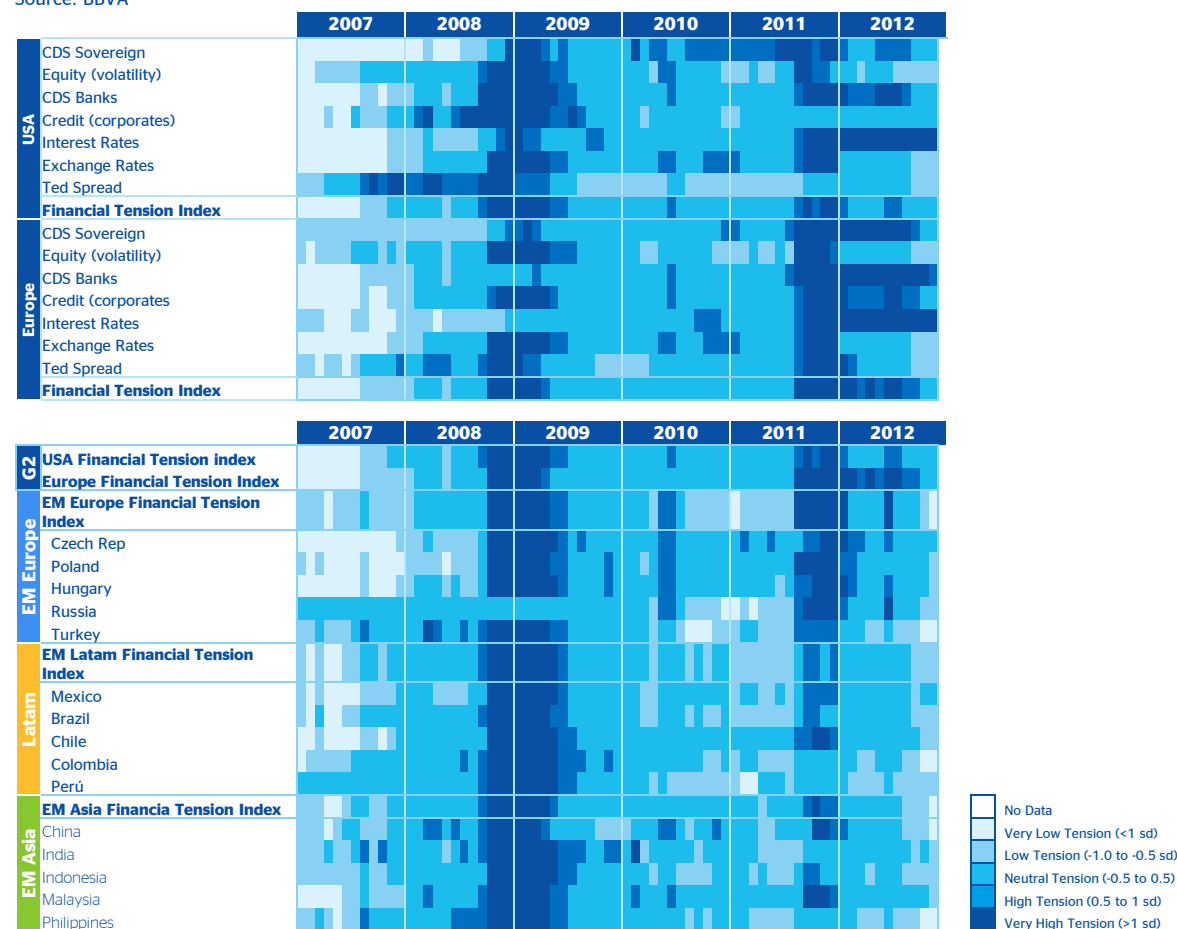 Source: BBVA
2007 2008 2009 2010 2011 2012
USA
CDS Sovereign
Equity (volatility)
CDS Banks
Credit (corporates)
Interest Rates
Exchange Rates
Ted Spread
Financial Tension Index
Europe
CDS Sovereign
Equity (volatility)
CDS Banks
Credit (corporates
Interest Rates
Exchange Rates
Ted Spread
Financial Tension Index
2007 2008 2009 2010 2011 2012
G2
USA Financial Tension index
Europe Financial Tension Index
EM Europe
EM Europe Financial Tension
Index
Czech Rep
Poland
Hungary
Russia
Turkey
Latam
EM Latam Financial Tension
Index
Mexico
Brazil
Chile
Colombia
Perú
EM Asia
EM Asia Financia Tension Index
China
India
Indonesia
Malaysia
Philippines
No Data
Very Low Tension (<1 sd)
Low Tension (-1.0 to -0.5 sd)
Neutral Tension (-0.5 to 0.5)
High Tension (0.5 to 1 sd)
Very High Tension (>1 sd)